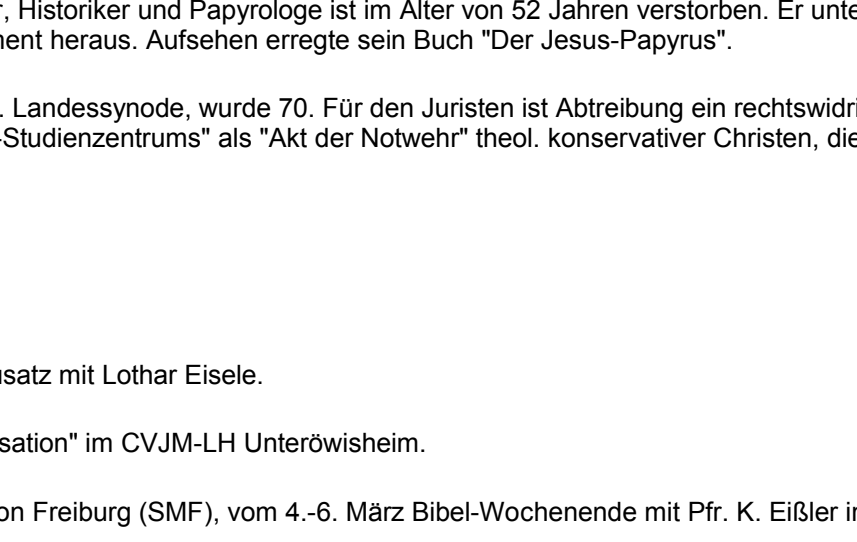 , Historiker und Papyrologe ist im Alter von 52 Jahren verstorben. Er unte
ment heraus. Aufsehen erregte sein Buch "Der Jesus-Papyrus".
. Landessynode, wurde 70. Für den Juristen ist Abtreibung ein rechtswidri
-Studienzentrums" als "Akt der Notwehr" theol. konservativer Christen, die
usatz mit Lothar Eisele.
sation" im CVJM-LH Unteröwisheim.
on Freiburg (SMF), vom 4.-6. März Bibel-Wochenende mit Pfr. K. Eißler i